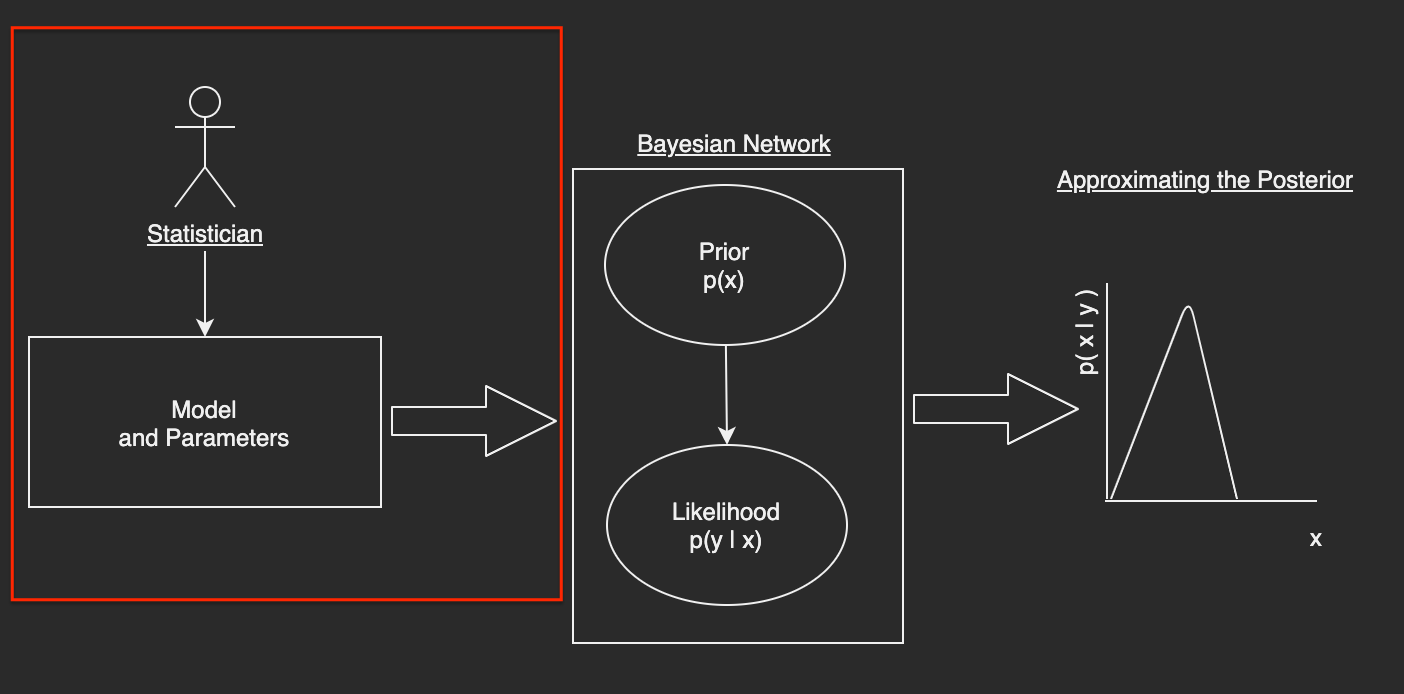 Statistician
Model
and Parameters
Bayesian Network
Prior
p(x)
Likelihood
p(y | x)
Approximating the Posterior
p( x | y )
x